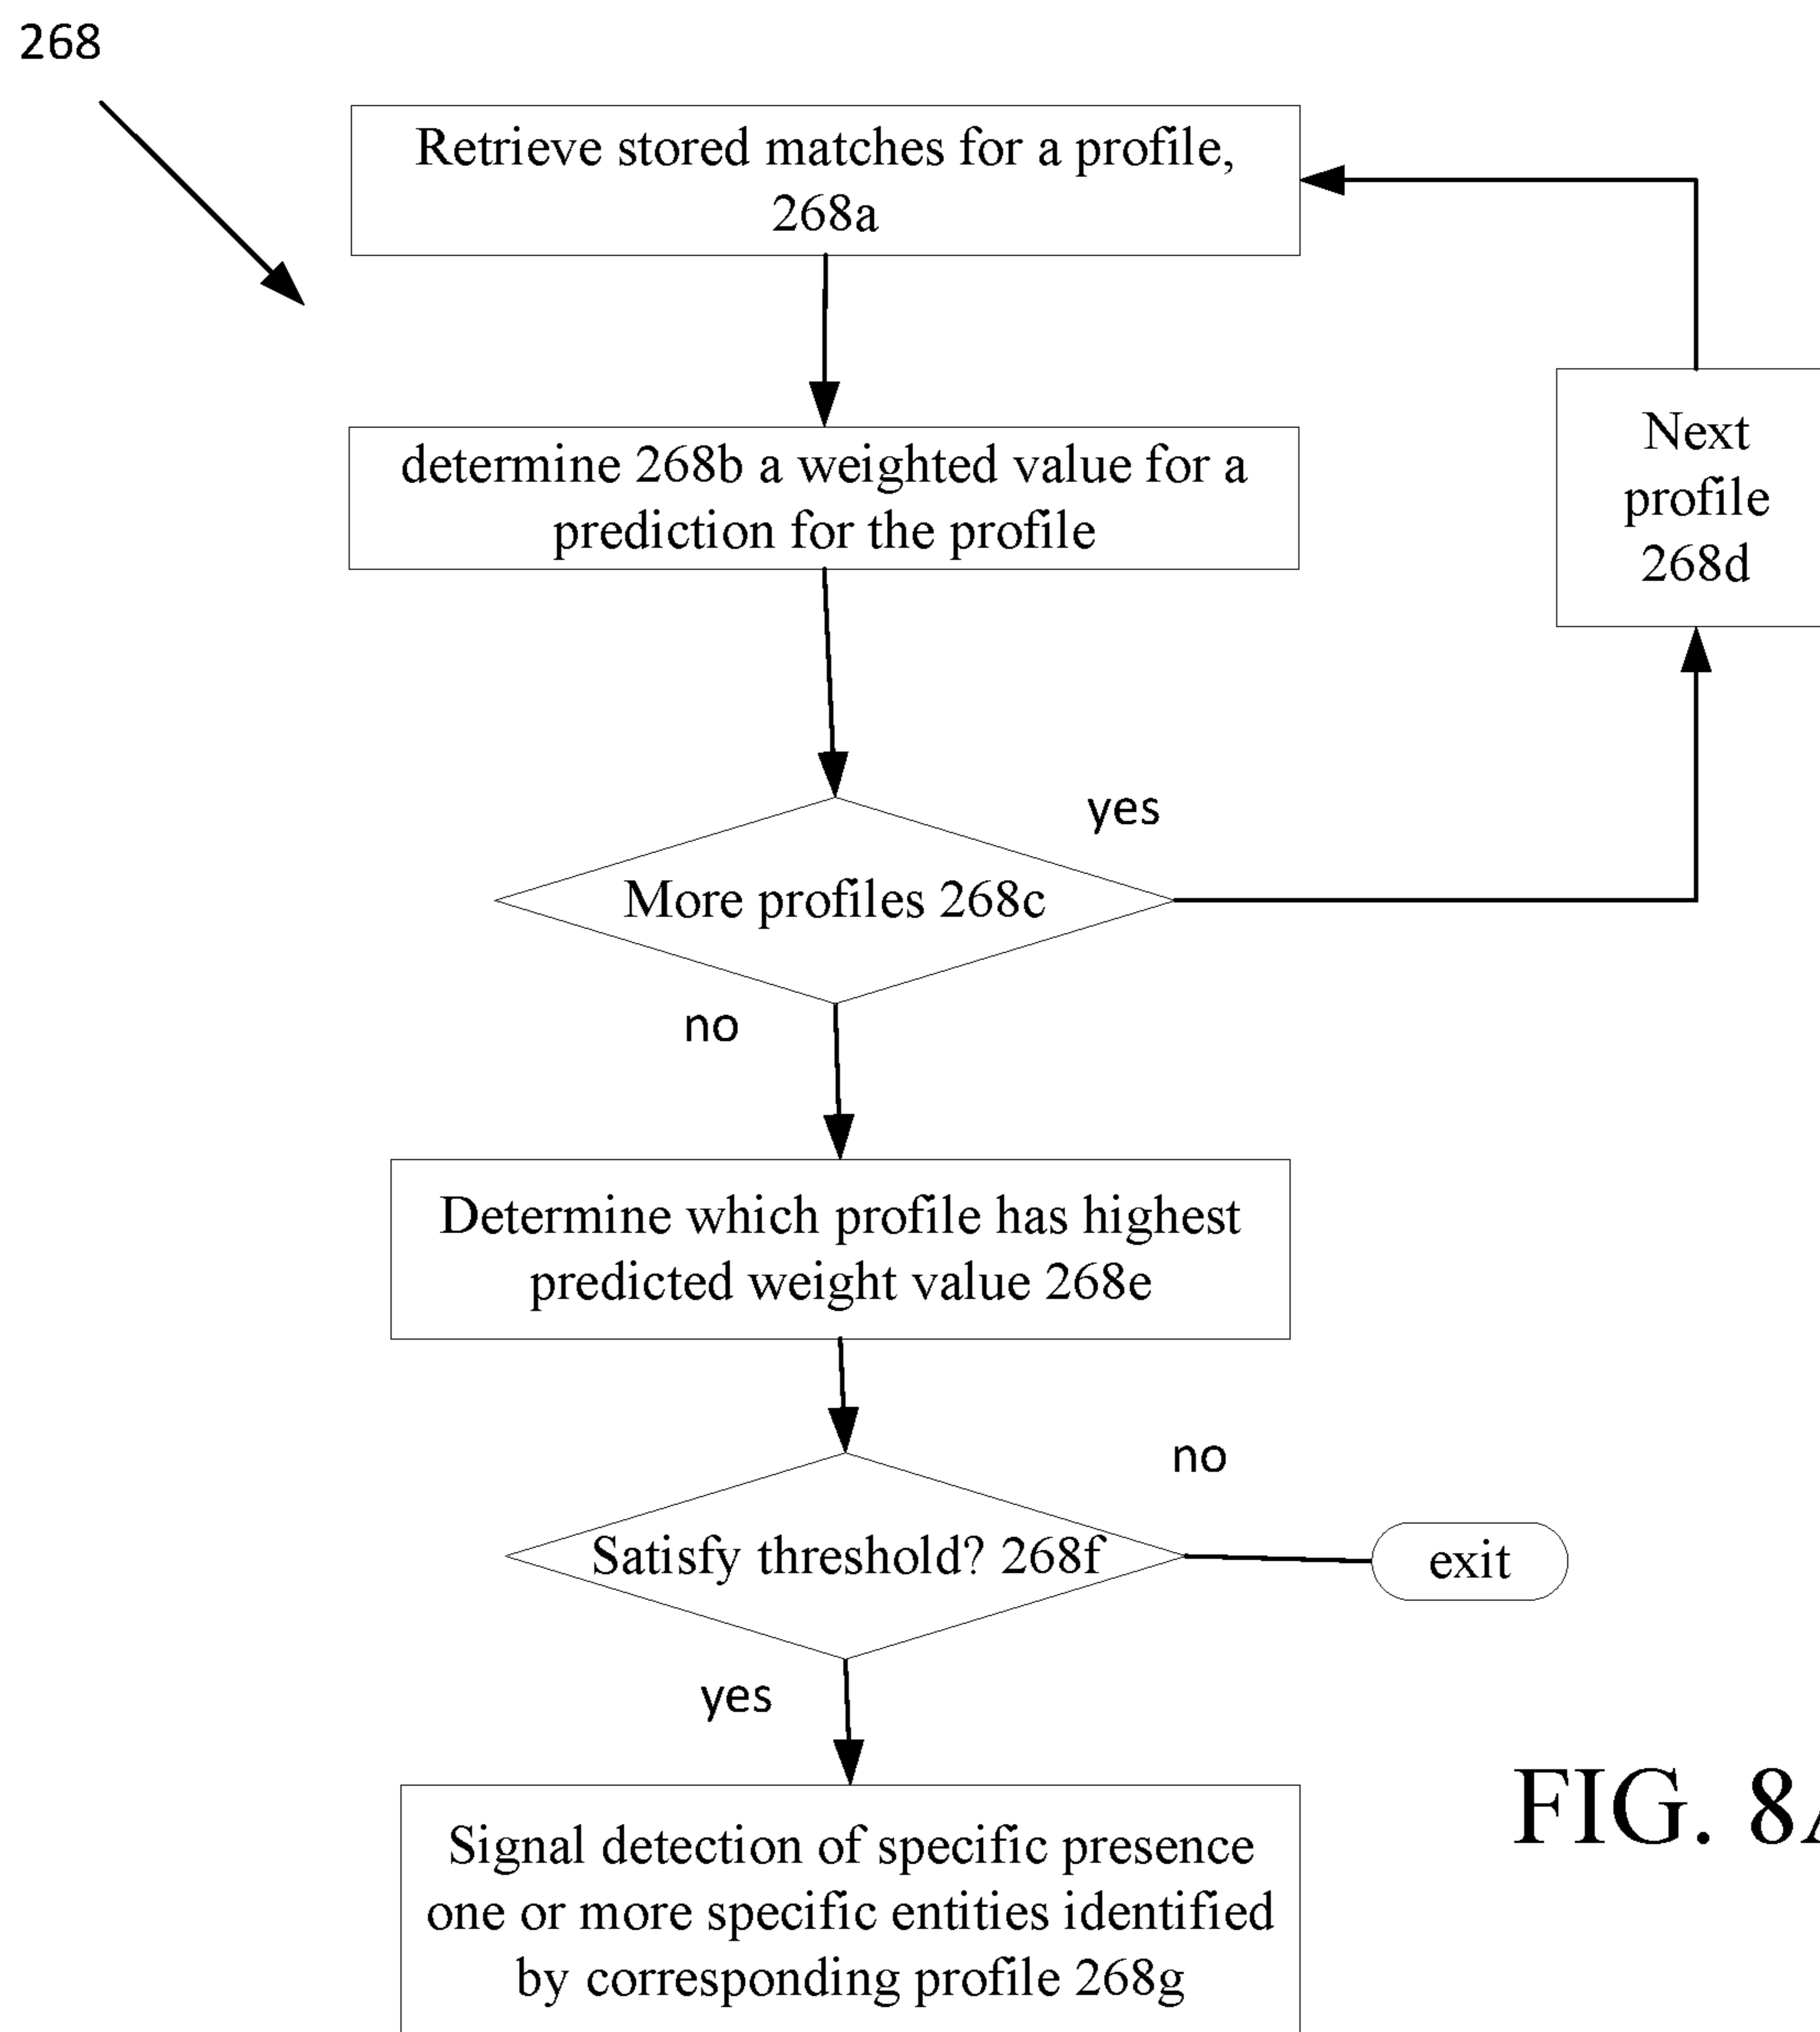 268
Retrieve stored matches for a profile,
268a
determine 268b a weighted value for a
prediction for the profile
Next
profile
268d
yes
More profiles 268c
no
Determine which profile has highest
predicted weight value 268e
no
Satisfy threshold? 268f
exit
yes
Signal detection of specific presence
one or more specific entities identified
by corresponding profile 268g
FIG. 8A